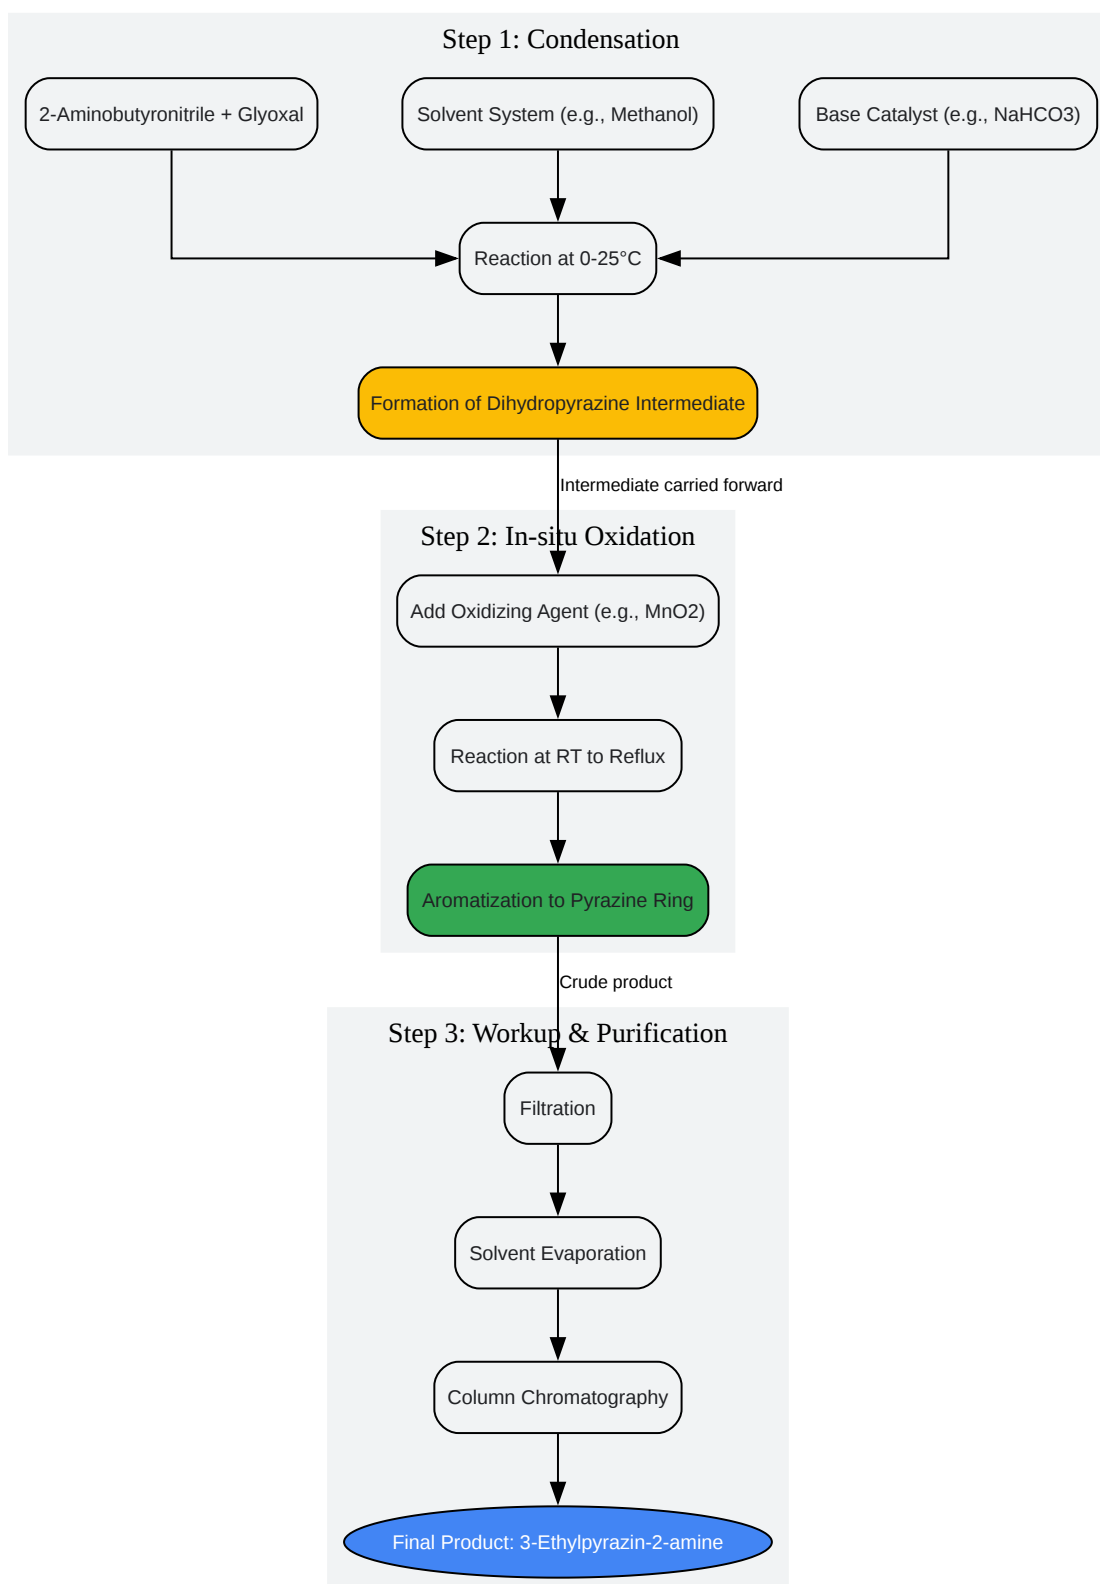 Step 1: Condensation
2-Aminobutyronitrile + Glyoxal
Solvent System (e.g., Methanol)
Base Catalyst (e.g., NaHCO3)
Reaction at 0-25°C
Formation of Dihydropyrazine Intermediate
Intermediate carried forward
Step 2: In-situ Oxidation
Add Oxidizing Agent (e.g., MnO2)
Reaction at RT to Reflux
Aromatization to Pyrazine Ring
Crude product
Step 3: Workup & Purification
Filtration
Solvent Evaporation
Column Chromatography
Final Product: 3-Ethylpyrazin-2-amine